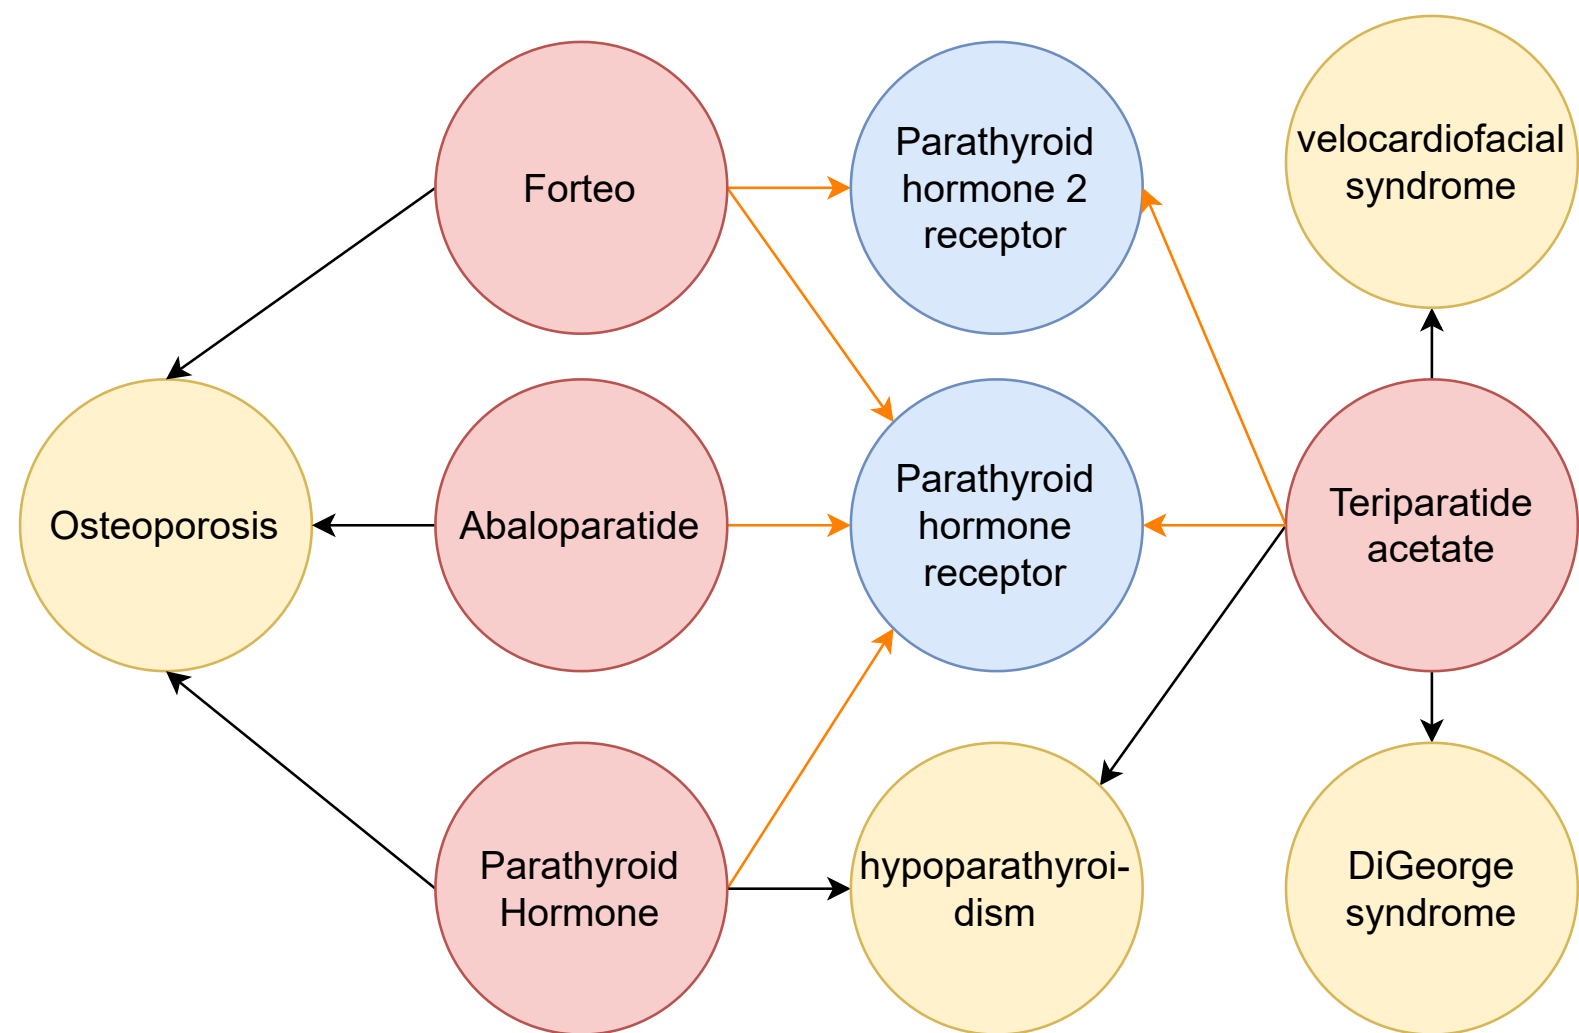 Forteo
Parathyroid
hormone 2
receptor
velocardiofacial
syndrome
Osteoporosis
Abaloparatide
Parathyroid
hormone
receptor
Teriparatide
acetate
Parathyroid
Hormone
hypoparathyroi-
dism
DiGeorge
syndrome